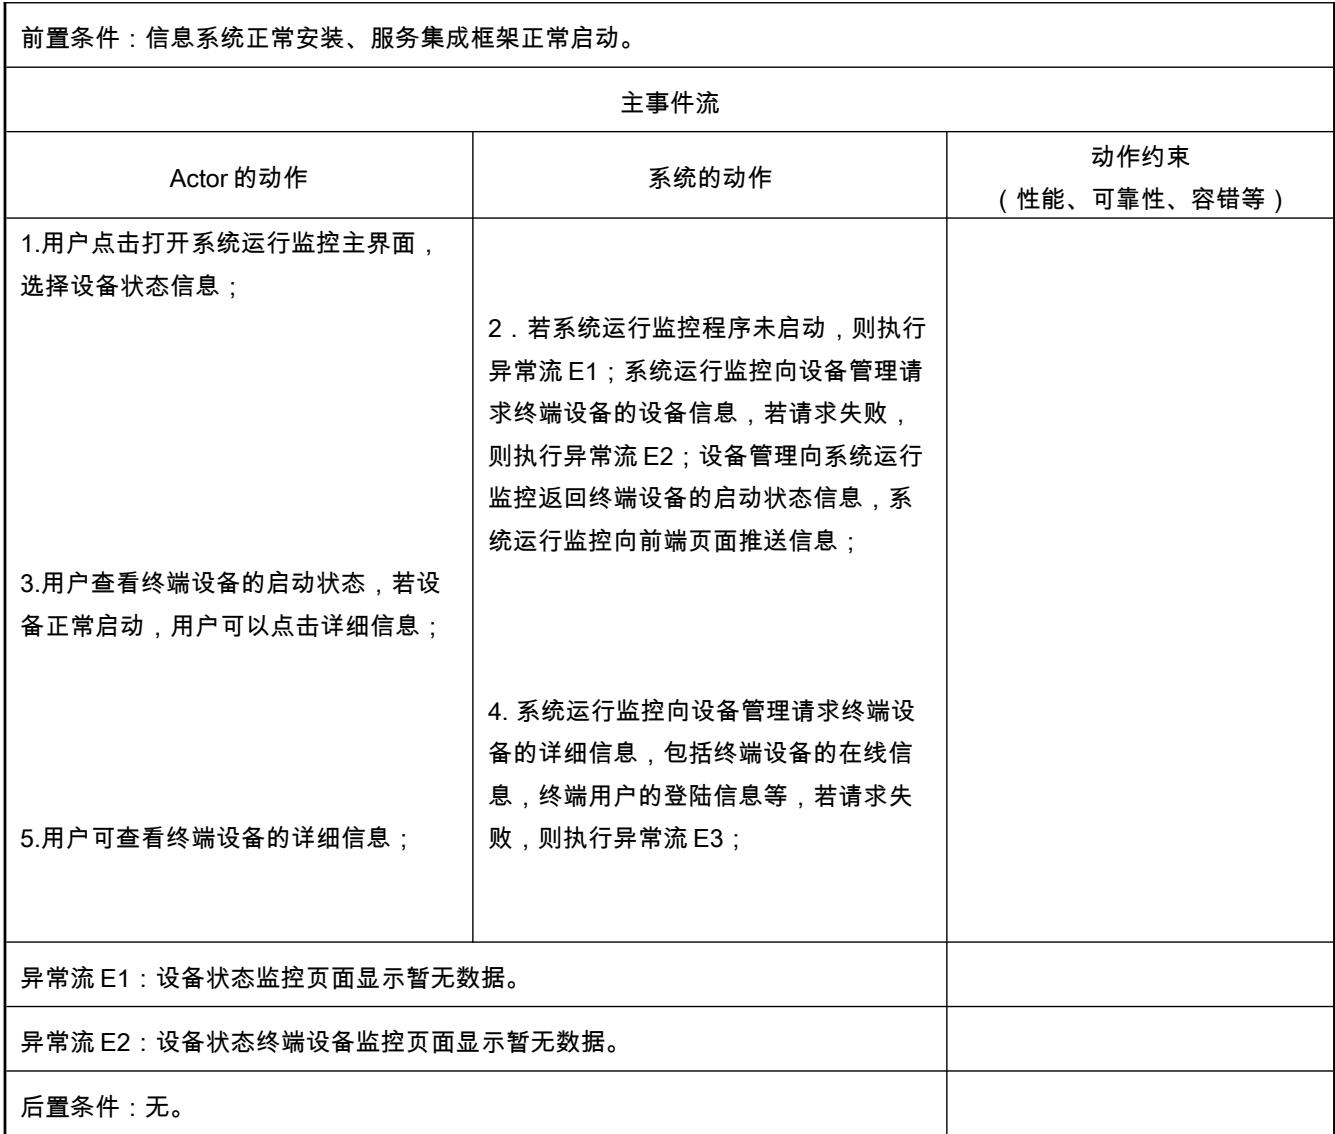 前置条件：信息系统正常安装、服务集成框架正常启动。
主事件流
Actor 的动作
系统的动作
动作约束
（性能、可靠性、容错等）
1.用户点击打开系统运行监控主界面，
选择设备状态信息；
2．若系统运行监控程序未启动，则执行
异常流 E1；系统运行监控向设备管理请
求终端设备的设备信息，若请求失败，
则执行异常流 E2；设备管理向系统运行
监控返回终端设备的启动状态信息，系
统运行监控向前端页面推送信息；
3.用户查看终端设备的启动状态，若设
备正常启动，用户可以点击详细信息；
4. 系统运行监控向设备管理请求终端设
备的详细信息，包括终端设备的在线信
息，终端用户的登陆信息等，若请求失
败，则执行异常流 E3；
5.用户可查看终端设备的详细信息；
异常流 E1：设备状态监控页面显示暂无数据。
异常流 E2：设备状态终端设备监控页面显示暂无数据。
后置条件：无。